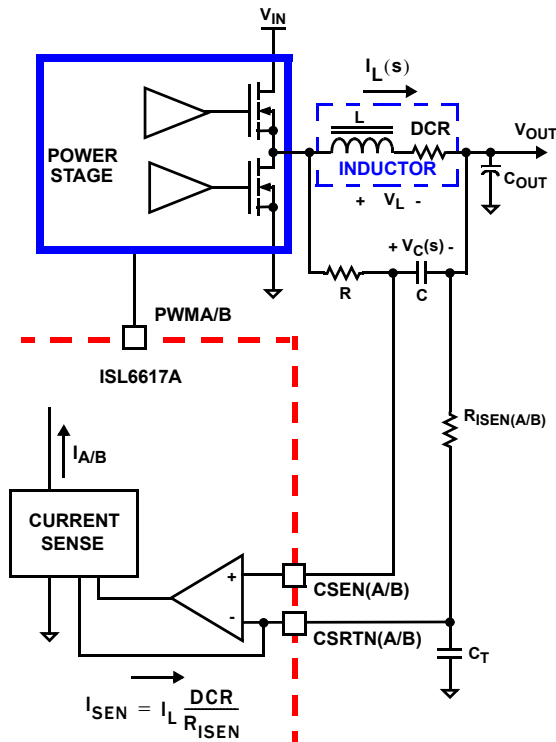 VIN
IL(s)
L
DCR
VOUT
POWER
STAGE
INDUCTOR
COUT
+ VL -
+ VC(s) -
R
C
PWMA/B
ISL6617A
RISEN(A/B)
IA/B
CURRENT
SENSE
+
CSEN(A/B)
-
CSRTN(A/B)
CT
ISEN = IL DCR
RISEN